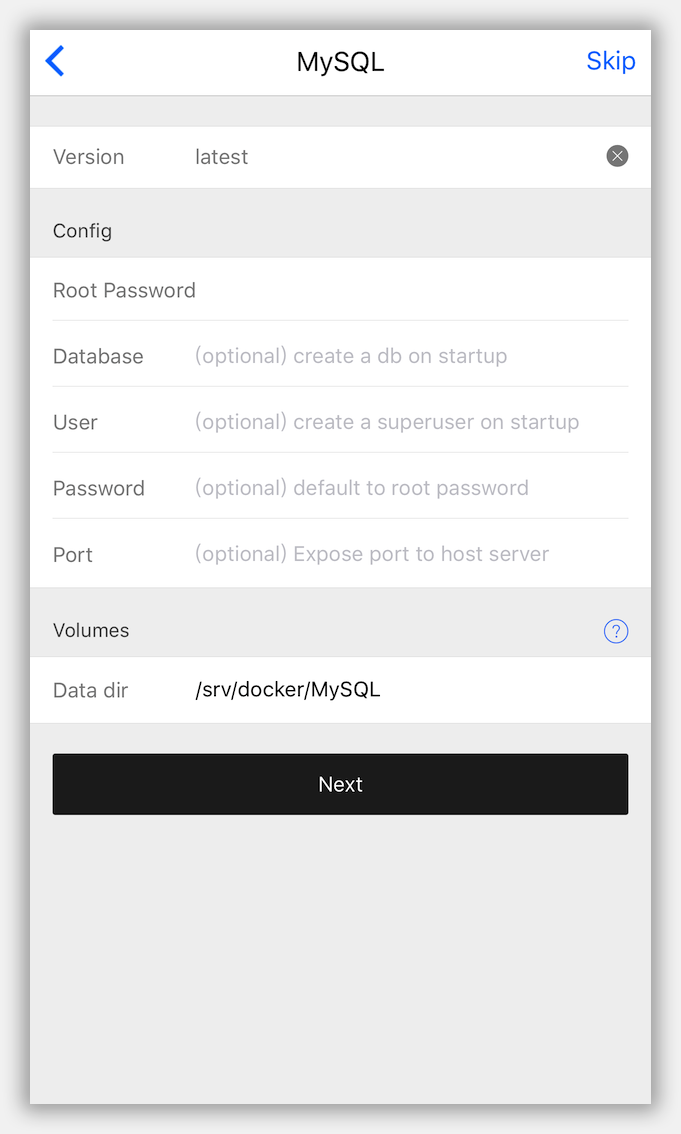 MySQL Skip
Version latest
Config
Root Password
Database (optional) create a db on startup
User (optional) create a superuser on startup
Password (optional) default to root password
Port (optional) Expose port to host server
Volumes ?
Data dir /srv/docker/MySQL
Next